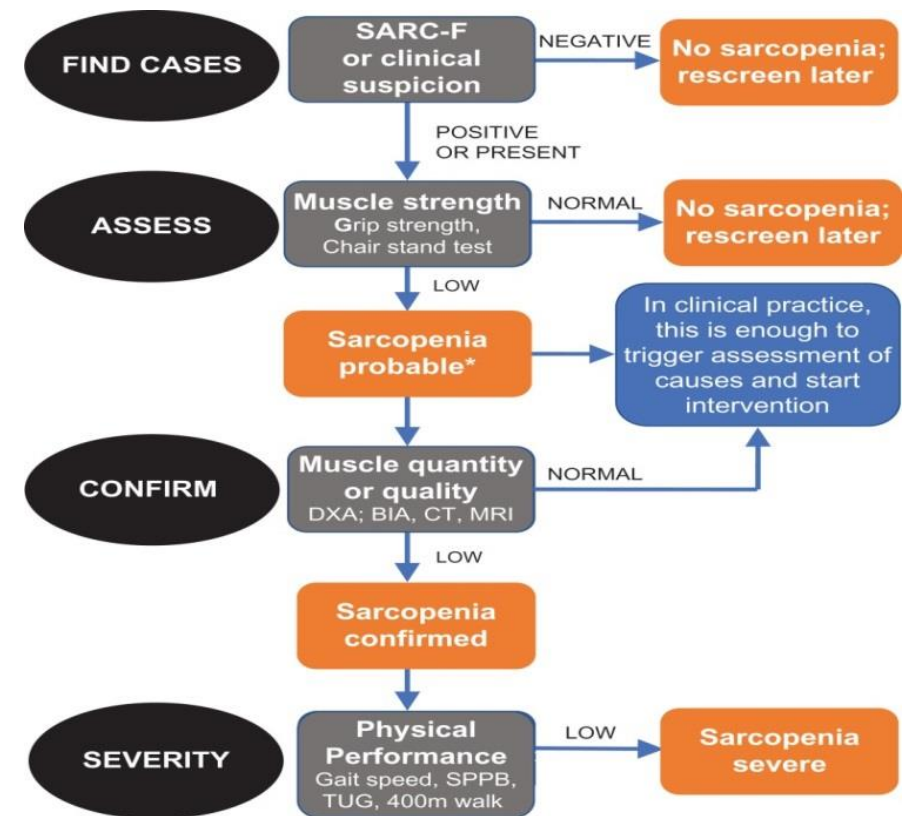 FIND CASES
SARC-F
or clinical
suspicion
NEGATIVE
No sarcopenia;
rescreen later
POSITIVE
OR PRESENT
ASSESS
Muscle strength
Grip strength,
Chair stand test
NORMAL
No sarcopenia;
rescreen later
LOW
Sarcopenia
probable*
In clinical practice,
this is enough to
trigger assessment of
causes and start
intervention
CONFIRM
Muscle quantity
or quality
DXA; BIA, CT, MRI
NORMAL
LOW
Sarcopenia
confirmed
SEVERITY
Physical
Performance
Gait speed, SPPB,
TUG, 400m walk
LOW
Sarcopenia
severe